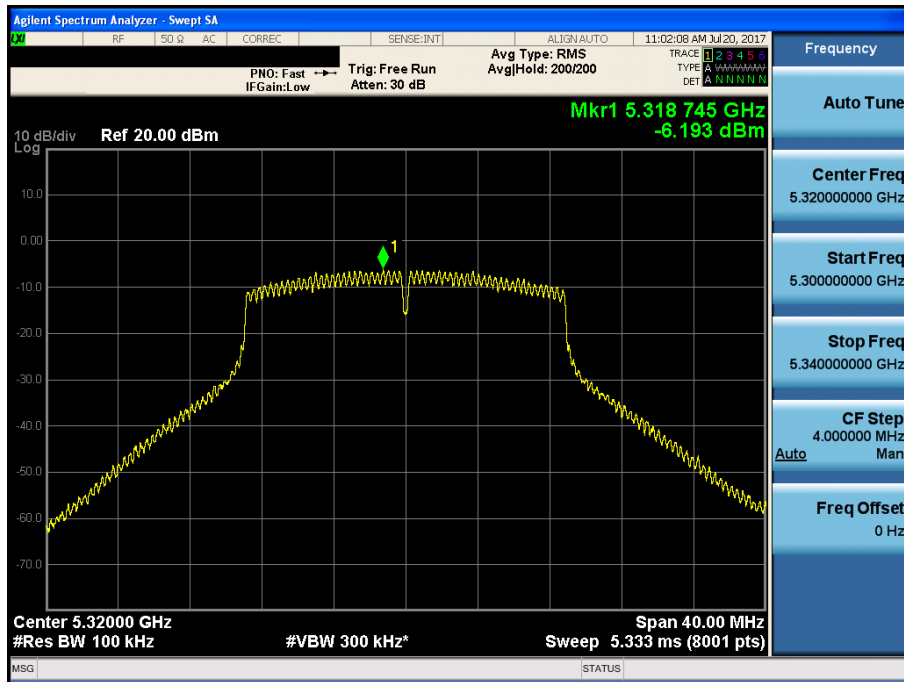 Agilent Spectrum Analyzer - Swept SA
LXI RF 50 Ω AC CORREC SENSE:INT ALIGN AUTO 11:02:08 AM Jul 20, 2017
PNO: Fast Trig: Free Run Avg Type: RMS TRACE 1 2 3 4 5 6
IFGain:Low Atten: 30 dB Avg|Hold: 200/200 TYPE A WWWWW
DET A N N N N N
Mkr1 5.318 745 GHz
-6.193 dBm
10 dB/div Ref 20.00 dBm
Log
10.0
0.00
-10.0
-20.0
-30.0
-40.0
-50.0
-60.0
-70.0
1
Center 5.32000 GHz Span 40.00 MHz
#Res BW 100 kHz #VBW 300 kHz* Sweep 5.333 ms (8001 pts)
MSG STATUS
Frequency
Auto Tune
Center Freq
5.320000000 GHz
Start Freq
5.300000000 GHz
Stop Freq
5.340000000 GHz
CF Step
4.000000 MHz
Auto Man
Freq Offset
0 Hz